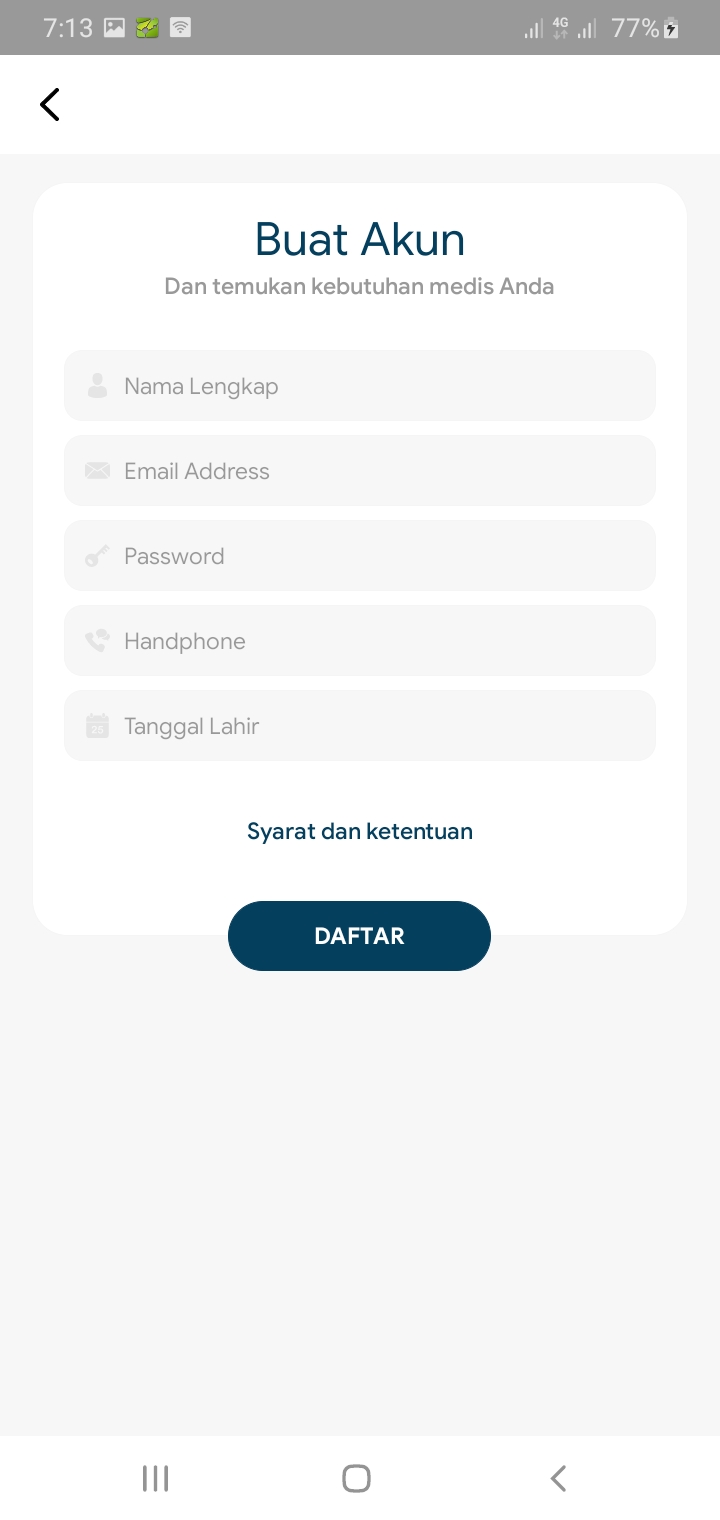 7:13 4G 77%
Buat Akun
Dan temukan kebutuhan medis Anda
Nama Lengkap
Email Address
Password
Handphone
25 Tanggal Lahir
Syarat dan ketentuan
DAFTAR